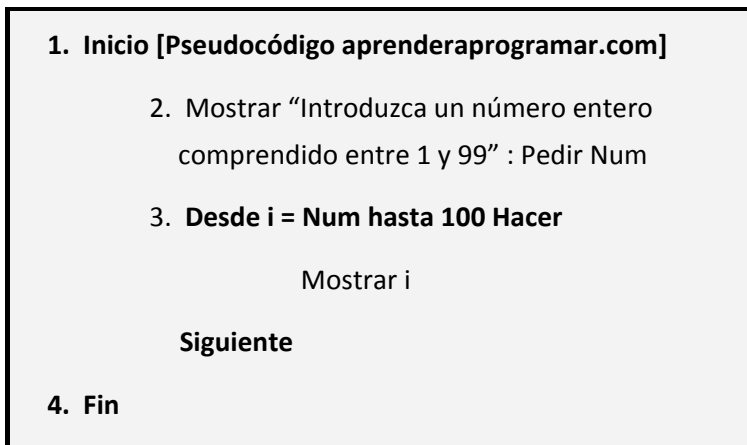 1. Inicio [Pseudocódigo aprenderaprogramar.com]
2. Mostrar “Introduzca un número entero
comprendido entre 1 y 99” : Pedir Num
3. Desde i = Num hasta 100 Hacer
Mostrar i
Siguiente
4. Fin